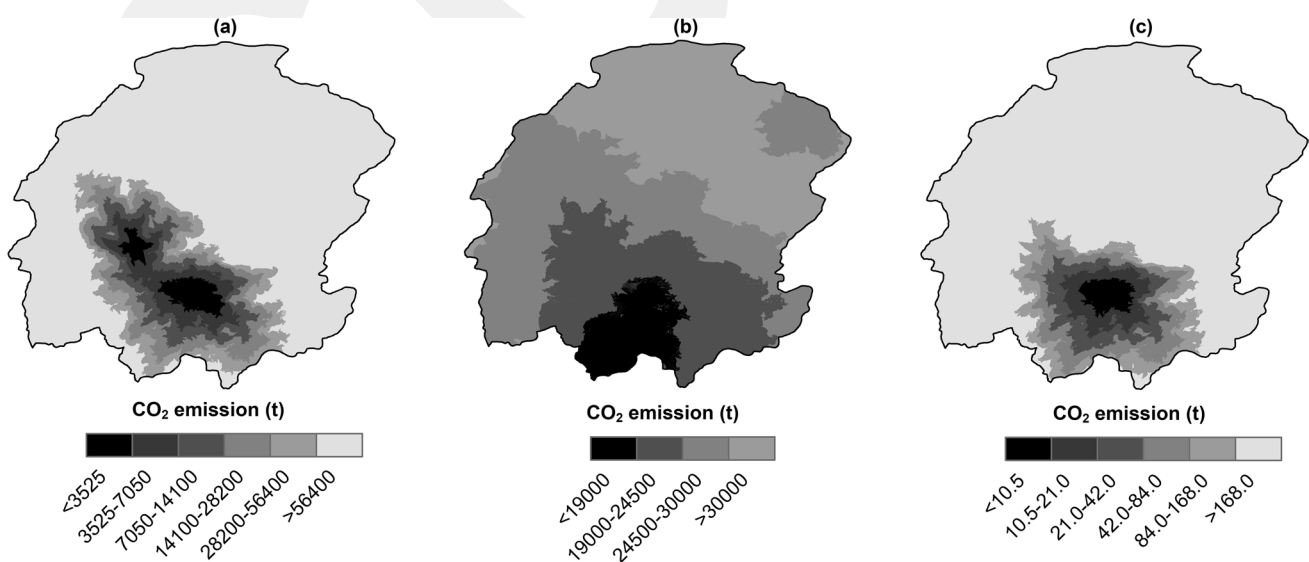 (a)
(b)
(c)
CO₂ emission (t)
<3525
3525-7050
7050-14100
14100-28200
28200-56400
>56400
CO₂ emission (t)
<19000
19000-24500
24500-30000
>30000
CO₂ emission (t)
<10.5
10.5-21.0
21.0-42.0
42.0-84.0
84.0-168.0
>168.0